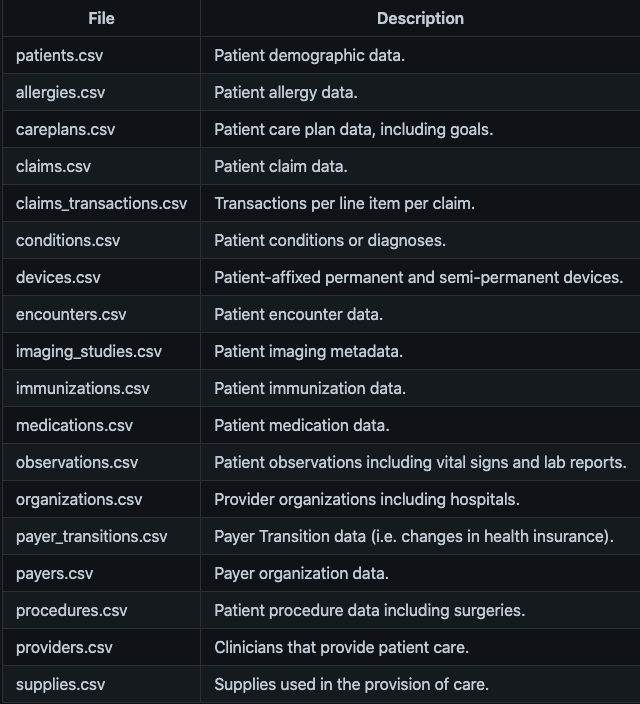 File Description
patients.csv Patient demographic data.
allergies.csv Patient allergy data.
careplans.csv Patient care plan data, including goals.
claims.csv Patient claim data.
claims_transactions.csv Transactions per line item per claim.
conditions.csv Patient conditions or diagnoses.
devices.csv Patient-affixed permanent and semi-permanent devices.
encounters.csv Patient encounter data.
imaging_studies.csv Patient imaging metadata.
immunizations.csv Patient immunization data.
medications.csv Patient medication data.
observations.csv Patient observations including vital signs and lab reports.
organizations.csv Provider organizations including hospitals.
payer_transitions.csv Payer Transition data (i.e. changes in health insurance).
payers.csv Payer organization data.
procedures.csv Patient procedure data including surgeries.
providers.csv Clinicians that provide patient care.
supplies.csv Supplies used in the provision of care.